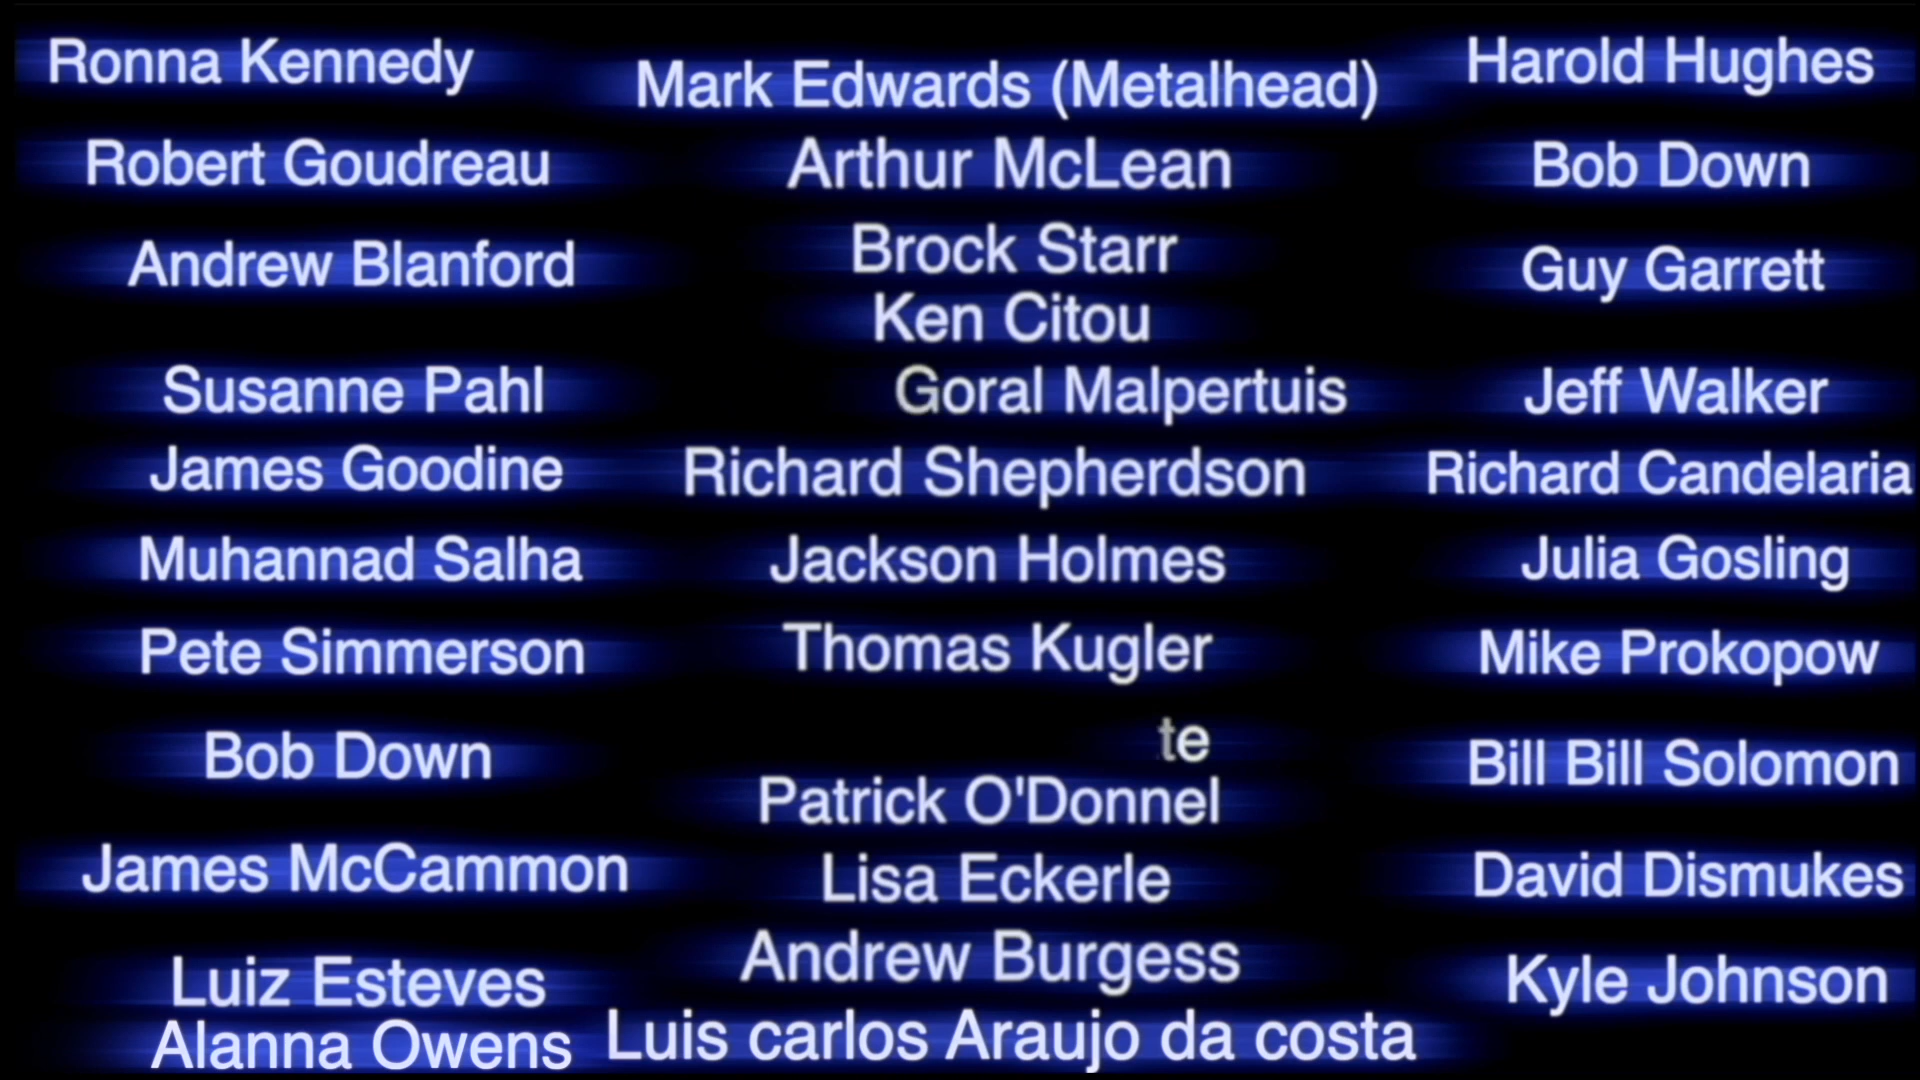 Ronna Kennedy
Robert Goudreau
Andrew Blanford
Susanne Pahl
James Goodine
Muhannad Salha
Pete Simmerson
Bob Down
James McCammon
Luiz Esteves
Alanna Owens
Mark Edwards (Metalhead)
Arthur McLean
Brock Starr
Ken Citou
Goral Malpertuis
Richard Shepherdson
Jackson Holmes
Thomas Kugler
te
Patrick O'Donnel
Lisa Eckerle
Andrew Burgess
Luis carlos Araujo da costa
Harold Hughes
Bob Down
Guy Garrett
Jeff Walker
Richard Candelaria
Julia Gosling
Mike Prokopow
Bill Bill Solomon
David Dismukes
Kyle Johnson